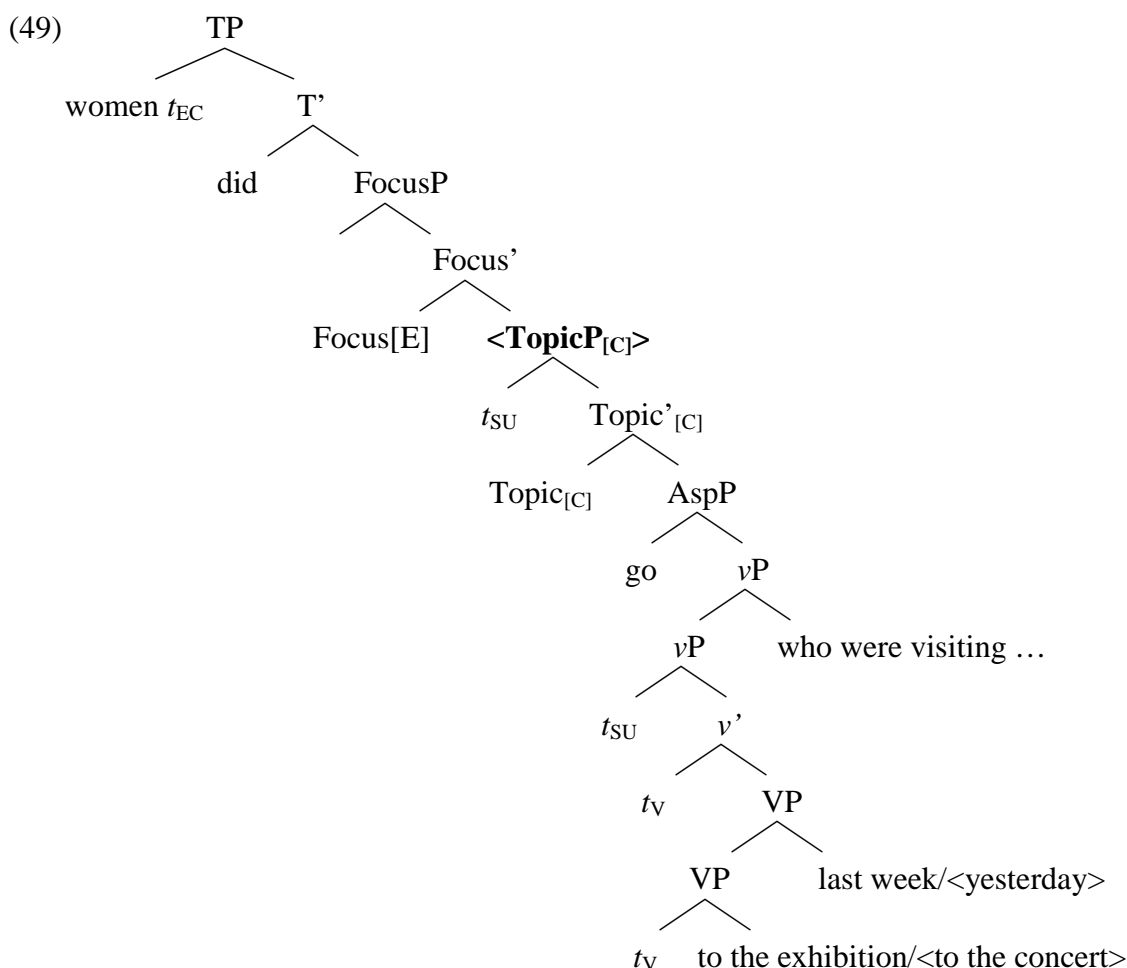 (49) TP
women tEC T’
did FocusP
Focus’
Focus[E] <TopicP[C]>
tSU Topic’[C]
Topic[C] AspP
go vP
vP who were visiting …
tSU v’
tV VP
VP last week/<yesterday>
tV to the exhibition/<to the concert>